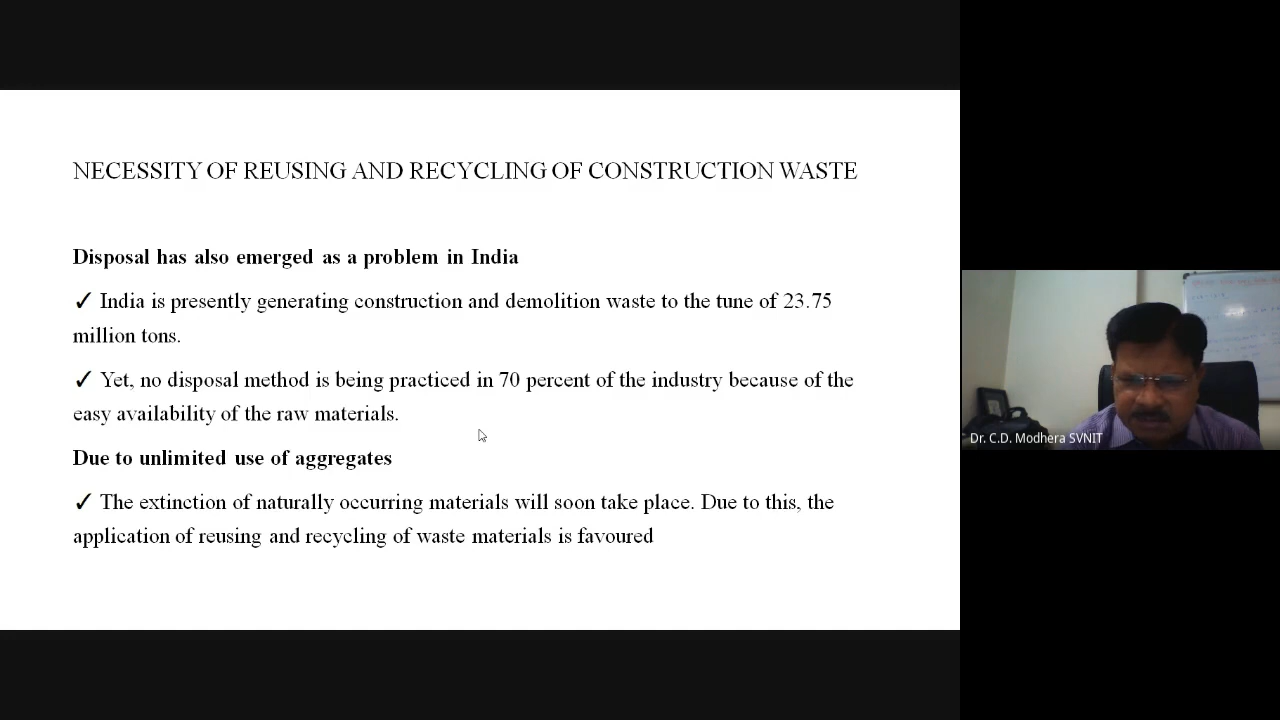 NECESSITY OF REUSING AND RECYCLING OF CONSTRUCTION WASTE
Disposal has also emerged as a problem in India
✓ India is presently generating construction and demolition waste to the tune of 23.75
million tons.
✓ Yet, no disposal method is being practiced in 70 percent of the industry because of the
easy availability of the raw materials.
Due to unlimited use of aggregates
✓ The extinction of naturally occurring materials will soon take place. Due to this, the
application of reusing and recycling of waste materials is favoured
Dr. C.D. Modhera SVNIT